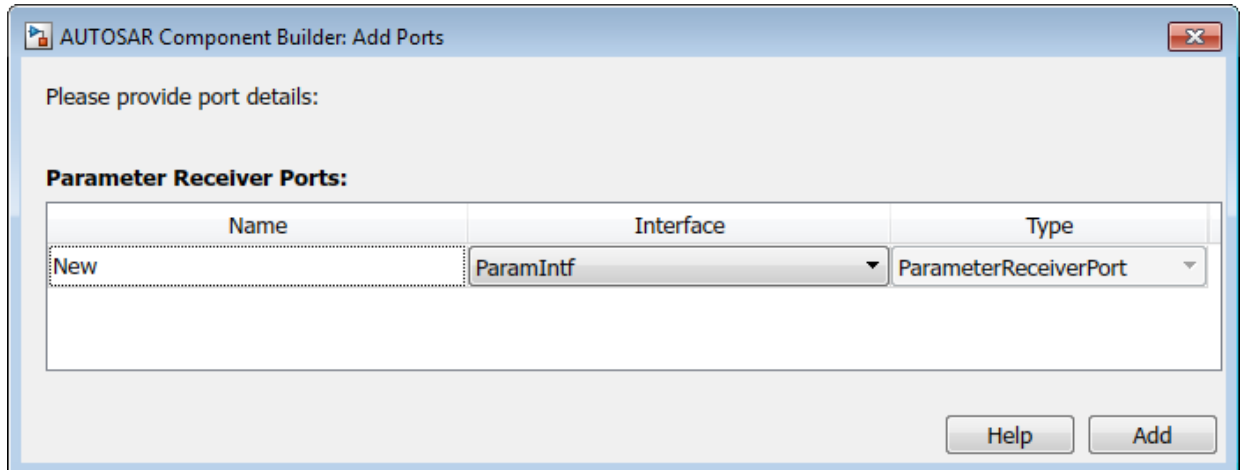 AUTOSAR Component Builder: Add Ports
Please provide port details:
Parameter Receiver Ports:
Name Interface Type
New ParamIntf ParameterReceiverPort
Help Add